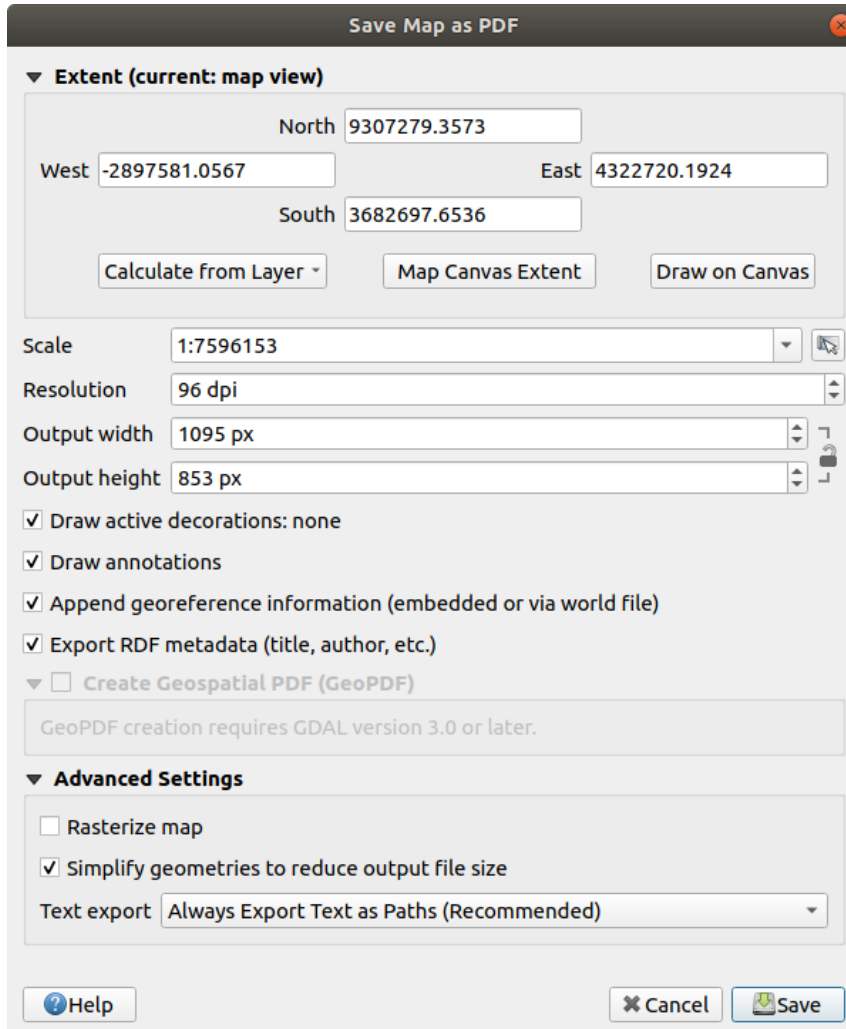 Save Map as PDF
Extent (current: map view)
North 9307279.3573
West -2897581.0567 East 4322720.1924
South 3682697.6536
Calculate from Layer Map Canvas Extent Draw on Canvas
Scale 1:7596153
Resolution 96 dpi
Output width 1095 px
Output height 853 px
Draw active decorations: none
Draw annotations
Append georeference information (embedded or via world file)
Export RDF metadata (title, author, etc.)
Create Geospatial PDF (GeoPDF)
GeoPDF creation requires GDAL version 3.0 or later.
Advanced Settings
Rasterize map
Simplify geometries to reduce output file size
Text export Always Export Text as Paths (Recommended)
Help Cancel Save